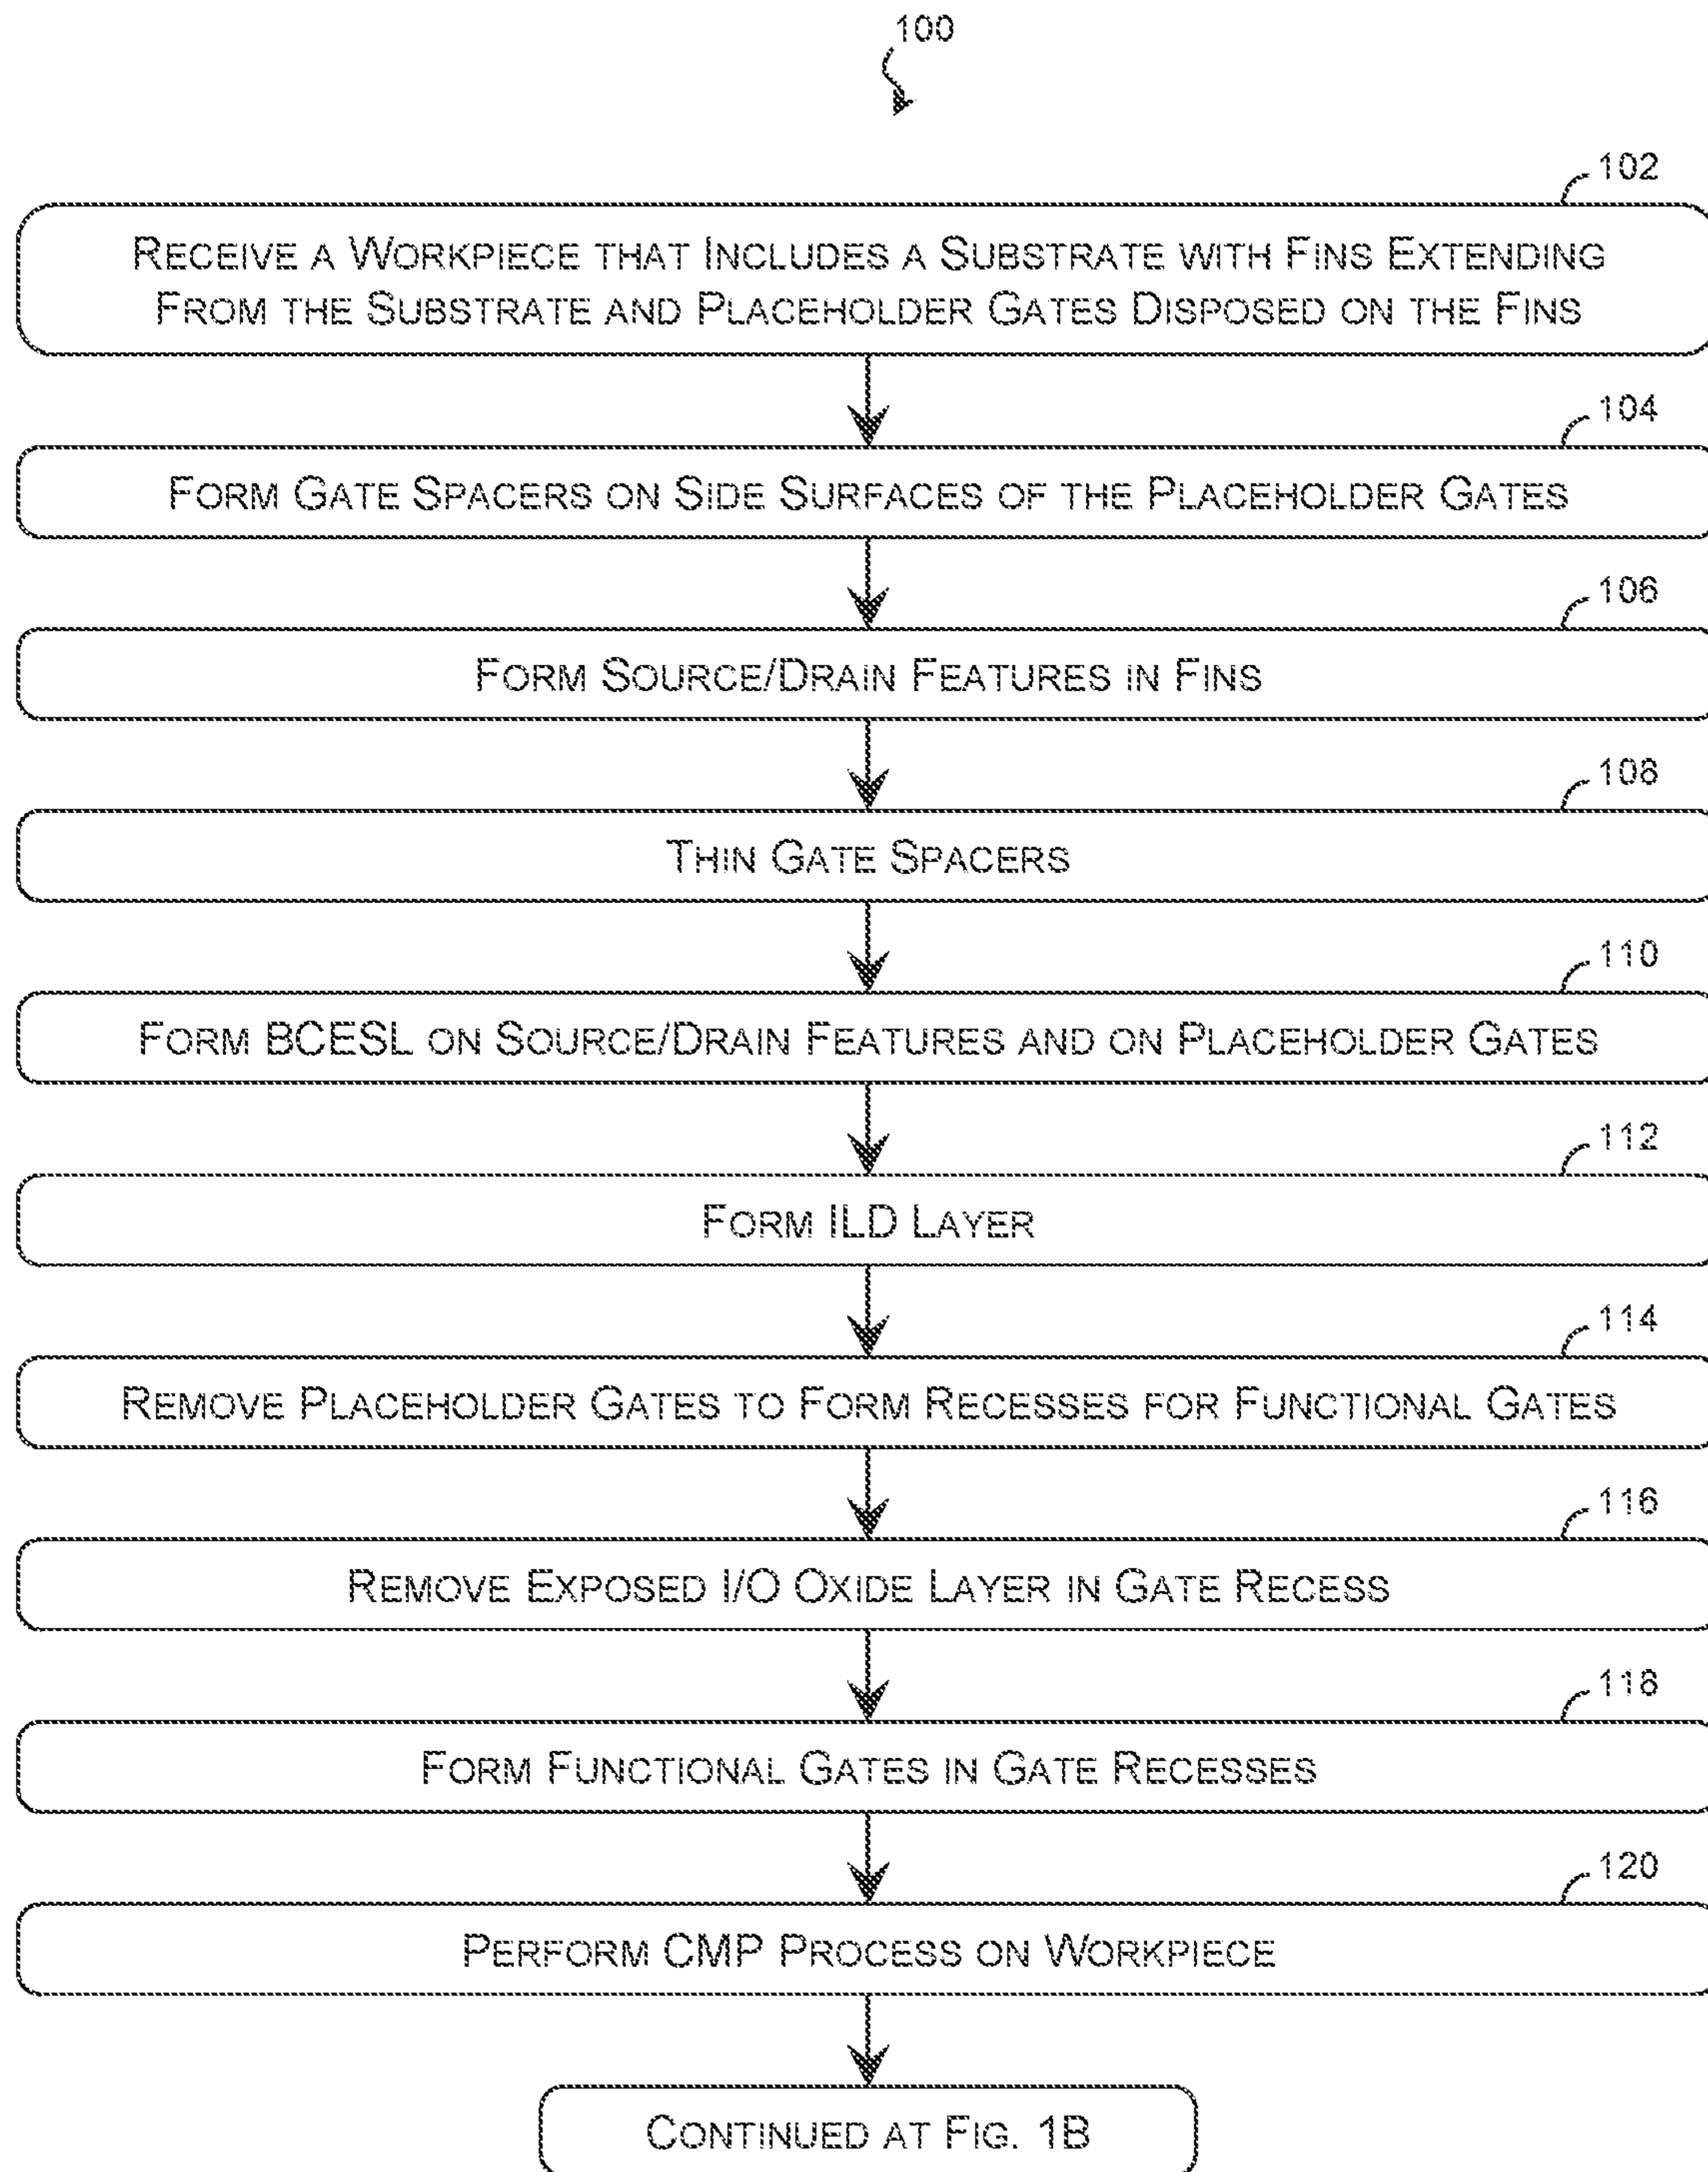 100
102
Receive a Workpiece that Includes a Substrate with Fins Extending
From the Substrate and Placeholder Gates Disposed on the Fins
104
Form Gate Spacers on Side Surfaces of the Placeholder Gates
106
Form Source/Drain Features in Fins
108
Thin Gate Spacers
110
Form BCESL on Source/Drain Features and on Placeholder Gates
112
Form ILD Layer
114
Remove Placeholder Gates to Form Recesses for Functional Gates
116
Remove Exposed I/O Oxide Layer in Gate Recess
118
Form Functional Gates in Gate Recesses
120
Perform CMP Process on Workpiece
Continued at Fig. 1B